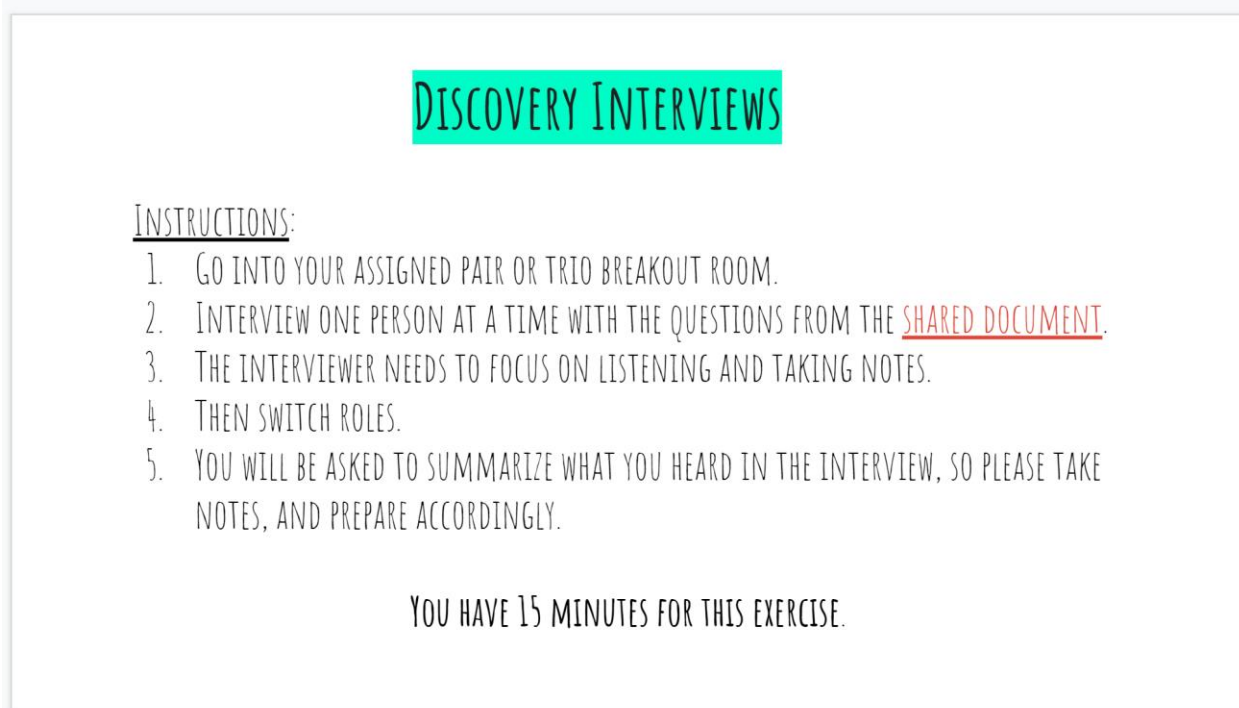 Discovery Interviews
Instructions:
1. Go into your assigned pair or trio breakout room.
2. Interview one person at a time with the questions from the shared document.
3. The interviewer needs to focus on listening and taking notes.
4. Then switch roles.
5. You will be asked to summarize what you heard in the interview, so please take
notes, and prepare accordingly.
You have 15 minutes for this exercise.